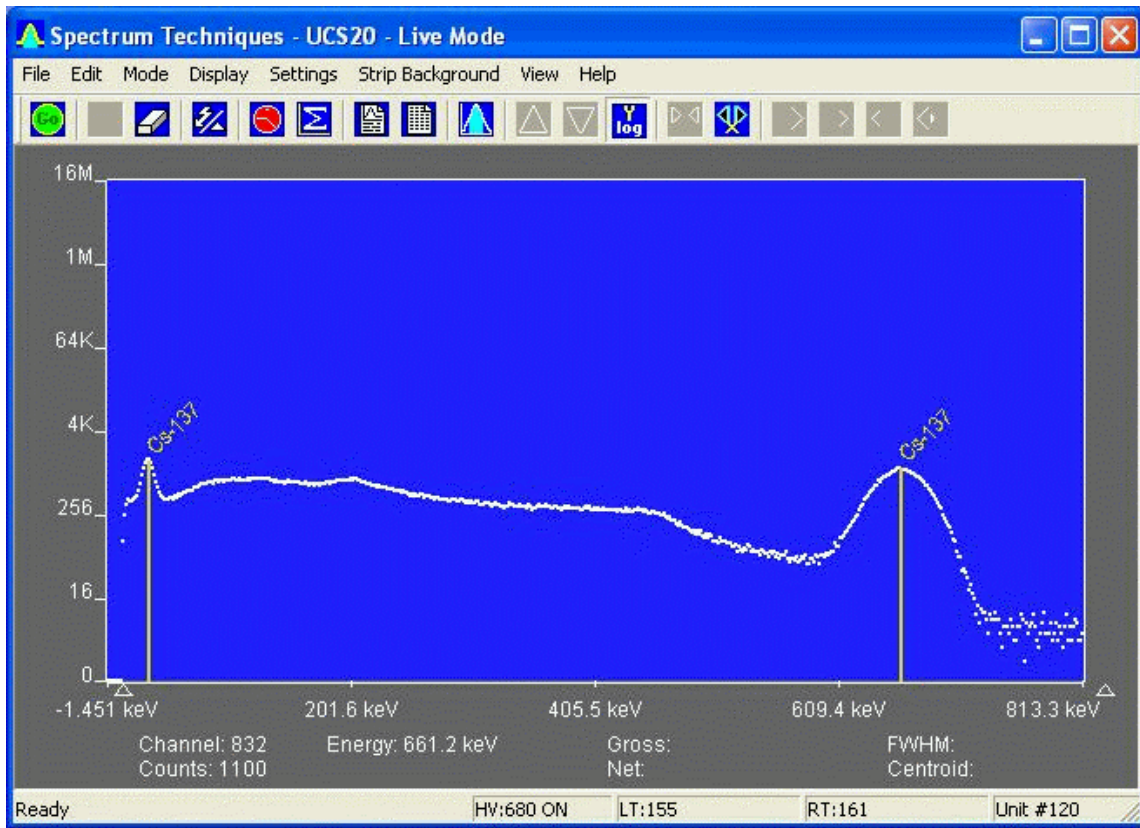 Spectrum Techniques - UCS20 - Live Mode
File Edit Mode Display Settings Strip Background View Help
Go
Y log
16M
1M
64K
4K
256
16
0
Cs-137
Cs-137
-1.451 keV 201.6 keV 405.5 keV 609.4 keV 813.3 keV
Channel: 832 Energy: 661.2 keV Gross: FWHM:
Counts: 1100 Net: Centroid:
Ready HV:680 ON LT:155 RT:161 Unit #120